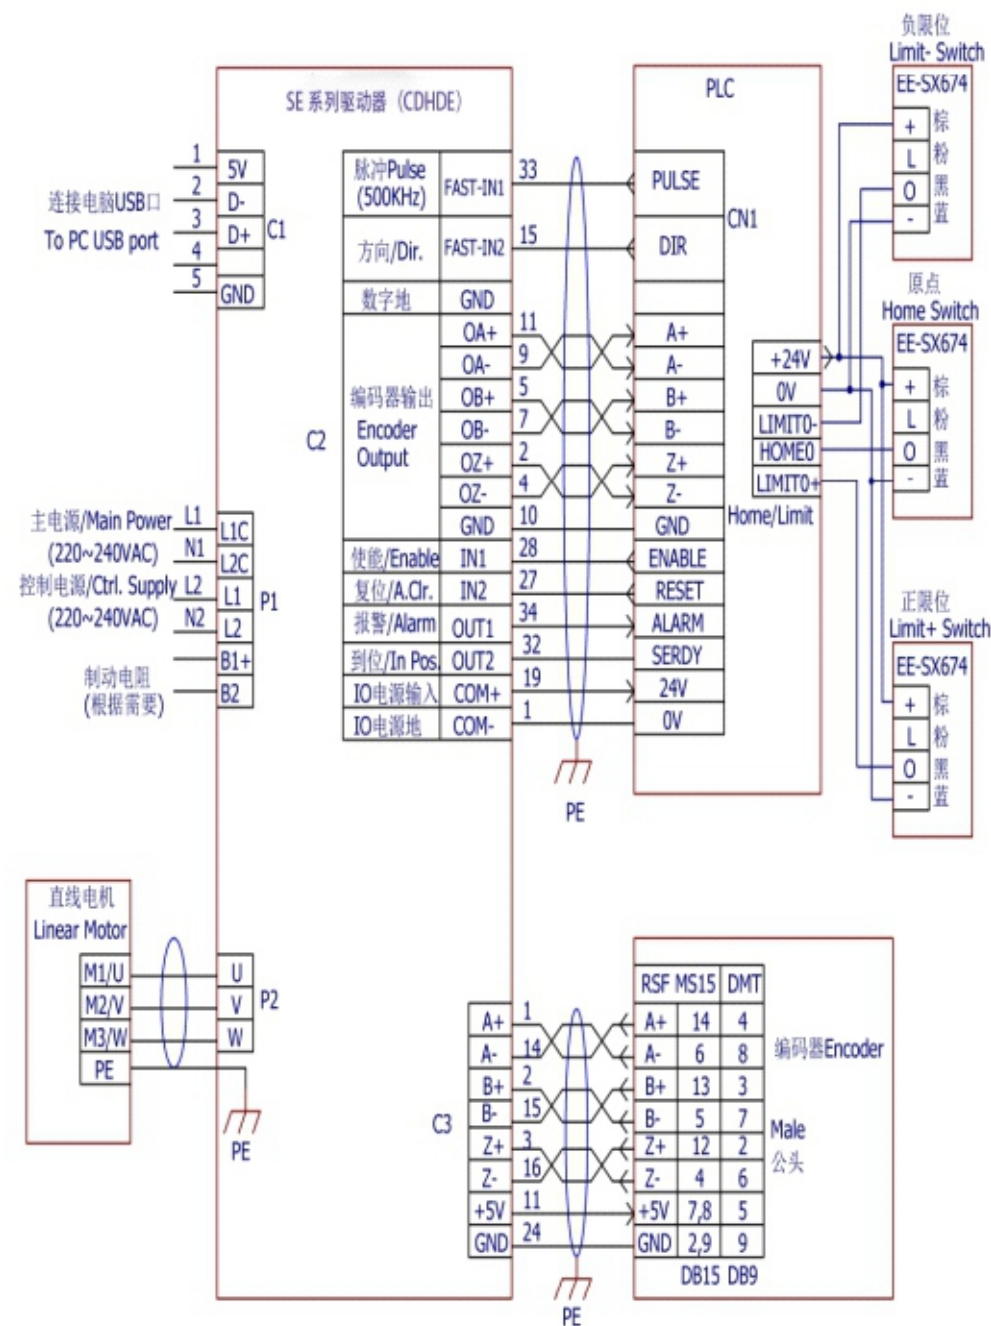 负限位
Limit- Switch
EE-SX674
+ 棕
L 粉
O 黑
- 蓝
原点
Home Switch
EE-SX674
+ 棕
L 粉
O 黑
- 蓝
正限位
Limit+ Switch
EE-SX674
+ 棕
L 粉
O 黑
- 蓝
SE 系列驱动器 (CDHDE)
连接电脑USB口
To PC USB port
1 5V
2 D-
3 D+
4
5 GND
C1
主电源/Main Power
(220~240VAC)
控制电源/Ctrl. Supply
(220~240VAC)
制动电阻
(根据需要)
L1 L1C
N1 L2C
L2 L1
N2 L2
B1+
B2
P1
C2
脉冲Pulse
(500KHz)
FAST-IN1 33
方向/Dir. FAST-IN2 15
数字地 GND
编码器输出
Encoder
Output
OA+ 11
OA- 9
OB+ 5
OB- 7
OZ+ 2
OZ- 4
GND 10
使能/Enable IN1 28
复位/A.Clr. IN2 27
报警/Alarm OUT1 34
到位/In Pos. OUT2 32
IO电源输入 COM+ 19
IO电源地 COM- 1
PE
PLC
CN1
PULSE
DIR
A+
A-
B+
B-
Z+
Z-
GND
ENABLE
RESET
ALARM
SERDY
24V
0V
+24V
0V
LIMIT0-
HOME0
LIMIT0+
Home/Limit
直线电机
Linear Motor
M1/U
M2/V
M3/W
PE
U
V
W
P2
PE
C3
A+ 1
A- 14
B+ 2
B- 15
Z+ 3
Z- 16
+5V 11
GND 24
PE
RSF MS15 DMT
A+ 14 4
A- 6 8
B+ 13 3
B- 5 7
Z+ 12 2
Z- 4 6
+5V 7,8 5
GND 2,9 9
DB15 DB9
编码器Encoder
Male
公头